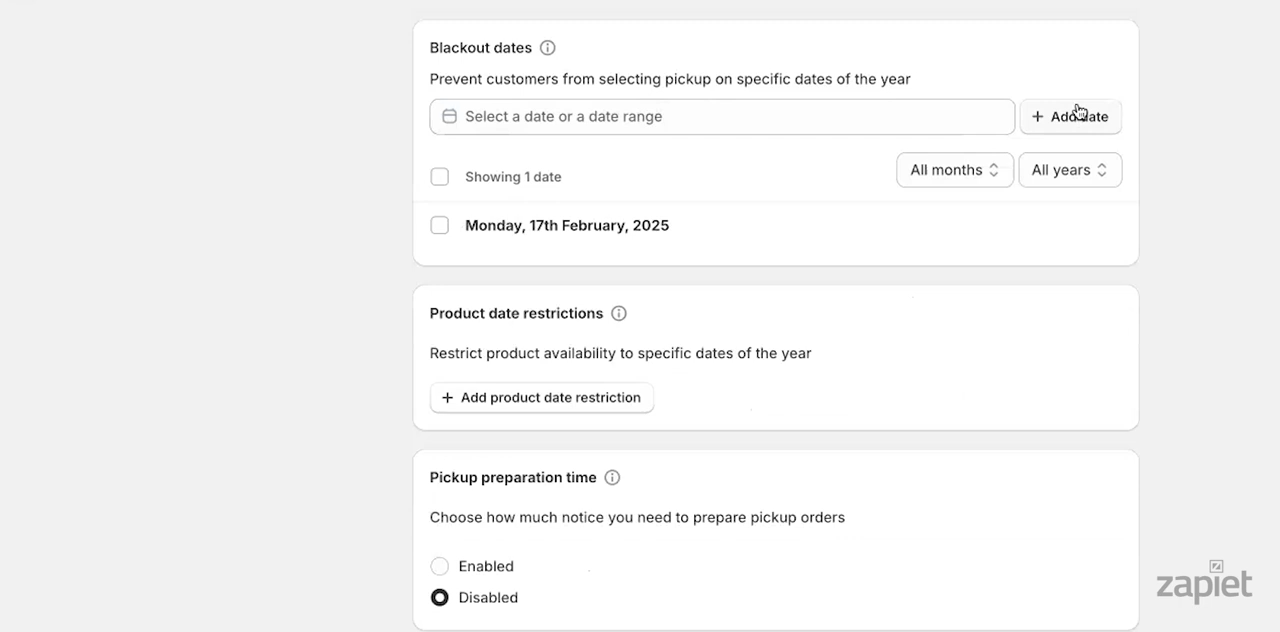 Blackout dates
Prevent customers from selecting pickup on specific dates of the year
Select a date or a date range
+ Add date
Showing 1 date
All months
All years
Monday, 17th February, 2025
Product date restrictions
Restrict product availability to specific dates of the year
+ Add product date restriction
Pickup preparation time
Choose how much notice you need to prepare pickup orders
Enabled
Disabled
zapiet